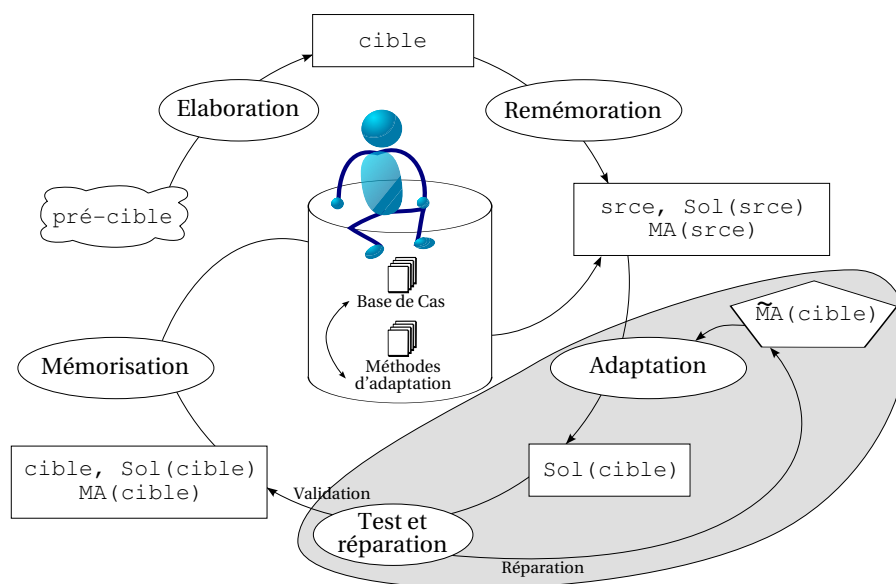 cible
Elaboration
Remémoration
pré-cible
srce, Sol(srce)
MA(srce)
Base de Cas
M̃A(cible)
Méthodes
d'adaptation
Mémorisation
Adaptation
cible, Sol(cible)
MA(cible)
Sol(cible)
Validation
Test et
réparation
Réparation